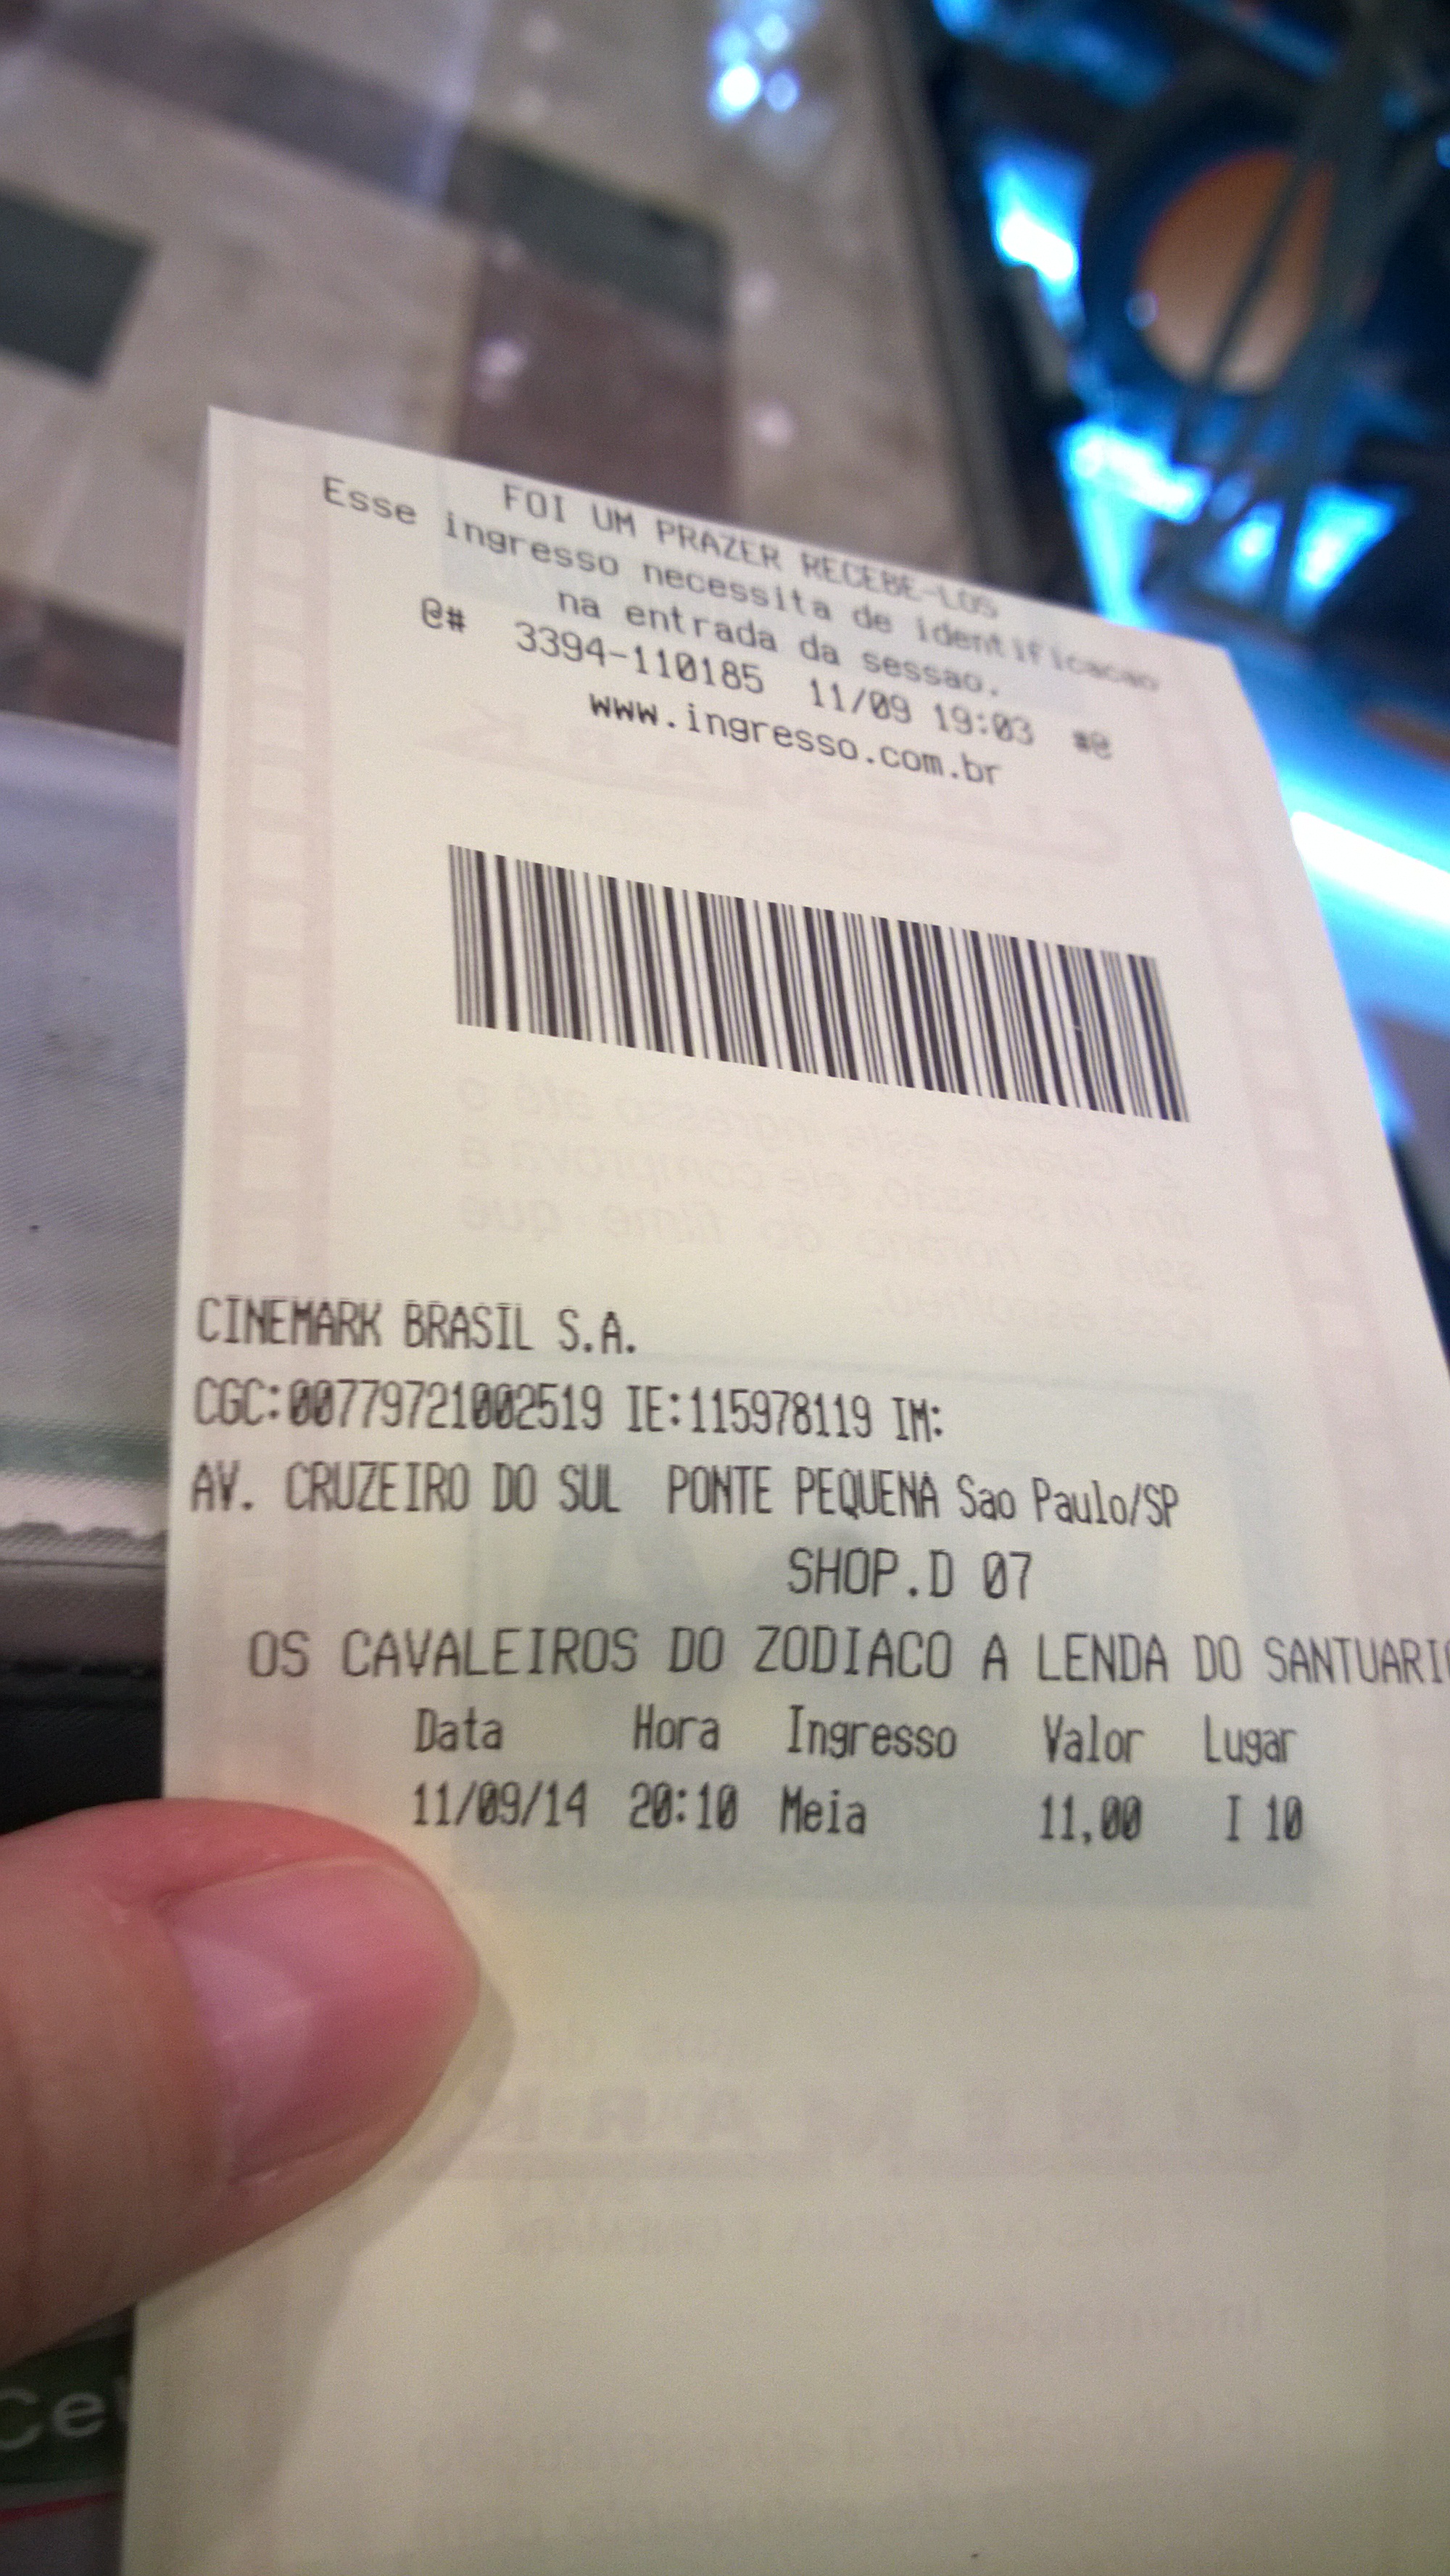 FOI UM PRAZER RECEBE-LOS
Esse ingresso necessita de identificacao
na entrada da sessao.
@# 3394-110185 11/09 19:03 #@
www.ingresso.com.br
CINEMARK BRASIL S.A.
CGC:00779721002519 IE:115978119 IM:
AV. CRUZEIRO DO SUL PONTE PEQUENA Sao Paulo/SP
SHOP.D 07
OS CAVALEIROS DO ZODIACO A LENDA DO SANTUARIO
Data Hora Ingresso Valor Lugar
11/09/14 20:10 Meia 11,00 I 10